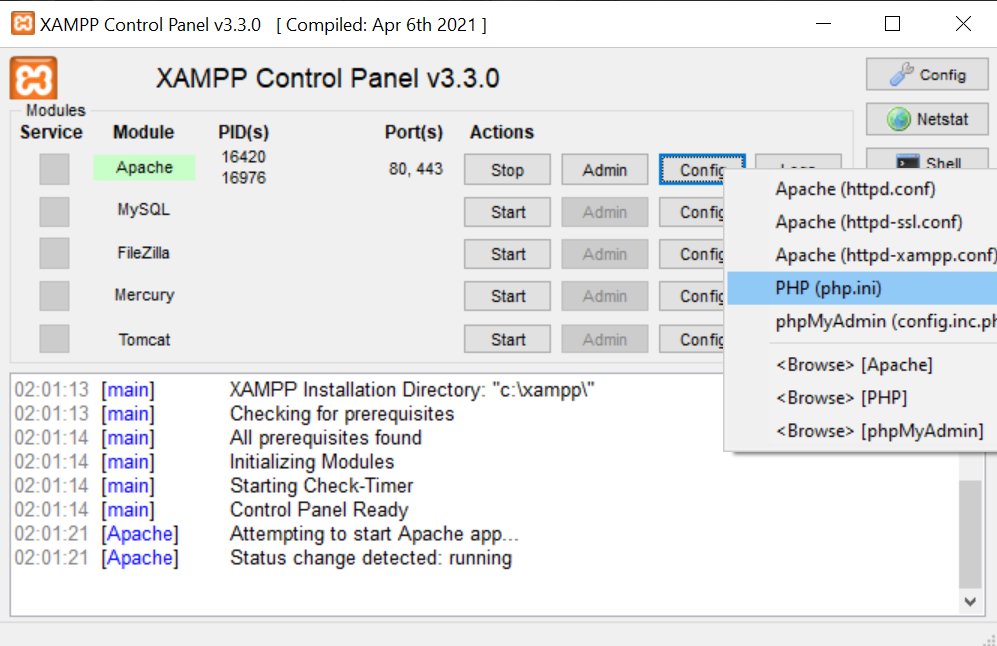 XAMPP Control Panel v3.3.0 [ Compiled: Apr 6th 2021 ]
XAMPP Control Panel v3.3.0
Config
Netstat
Shell
Modules
Service Module PID(s) Port(s) Actions
Apache 16420 16976 80, 443 Stop Admin Config
MySQL Start Admin Config
FileZilla Start Admin Config
Mercury Start Admin Config
Tomcat Start Admin Config
Apache (httpd.conf)
Apache (httpd-ssl.conf)
Apache (httpd-xampp.conf)
PHP (php.ini)
phpMyAdmin (config.inc.ph
<Browse> [Apache]
<Browse> [PHP]
<Browse> [phpMyAdmin]
02:01:13 [main] XAMPP Installation Directory: "c:\xampp\"
02:01:13 [main] Checking for prerequisites
02:01:14 [main] All prerequisites found
02:01:14 [main] Initializing Modules
02:01:14 [main] Starting Check-Timer
02:01:14 [main] Control Panel Ready
02:01:21 [Apache] Attempting to start Apache app...
02:01:21 [Apache] Status change detected: running